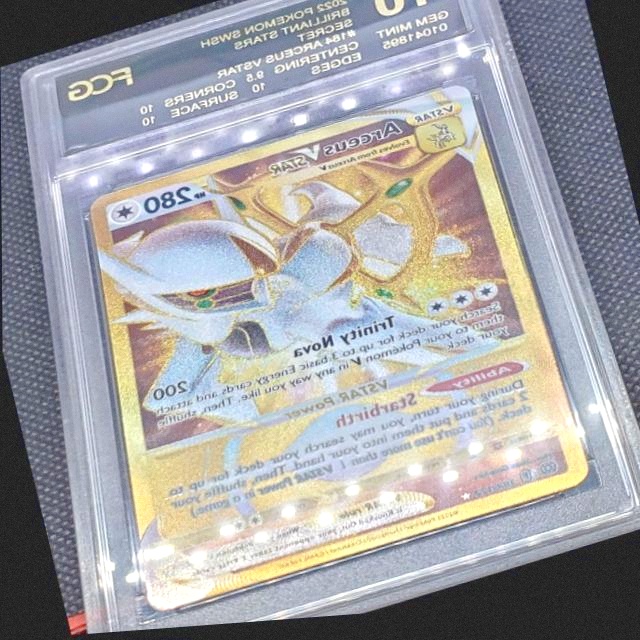 2022 POKEMON SWSH
BRILLIANT STARS
SECRET
#184 ARCEUS VSTAR
CENTERING 9.5 CORNERS 10
EDGES 10 SURFACE 10
10
GEM MINT
01041895
FCG
VSTAR
Arceus VSTAR
Evolves from Arceus V
280
Trinity Nova
200
Search your deck for up to 3 basic Energy cards and attach
them to your Pokémon V in any way you like. Then, shuffle
your deck.
VSTAR Power
Ability
Starbirth
During your turn, you may search your deck for up to
2 cards and put them into your hand. Then, shuffle your
deck. (You can't use more than 1 VSTAR Power in a game.)